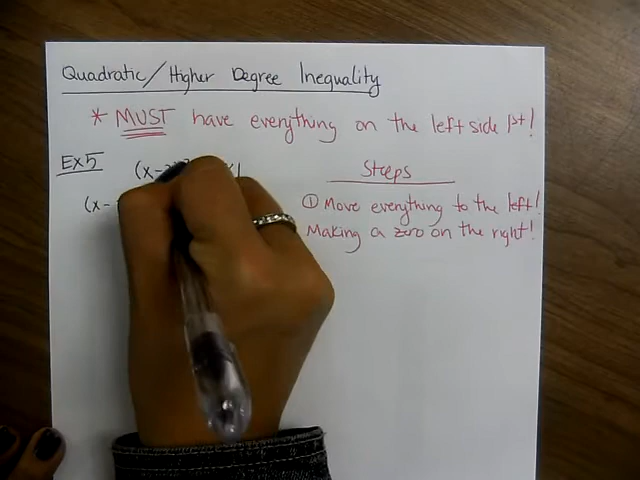 Quadratic/Higher Degree Inequality
* MUST have everything on the left side 1st!
Ex5 (x-
(x-
Steps
① Move everything to the left!
Making a zero on the right!